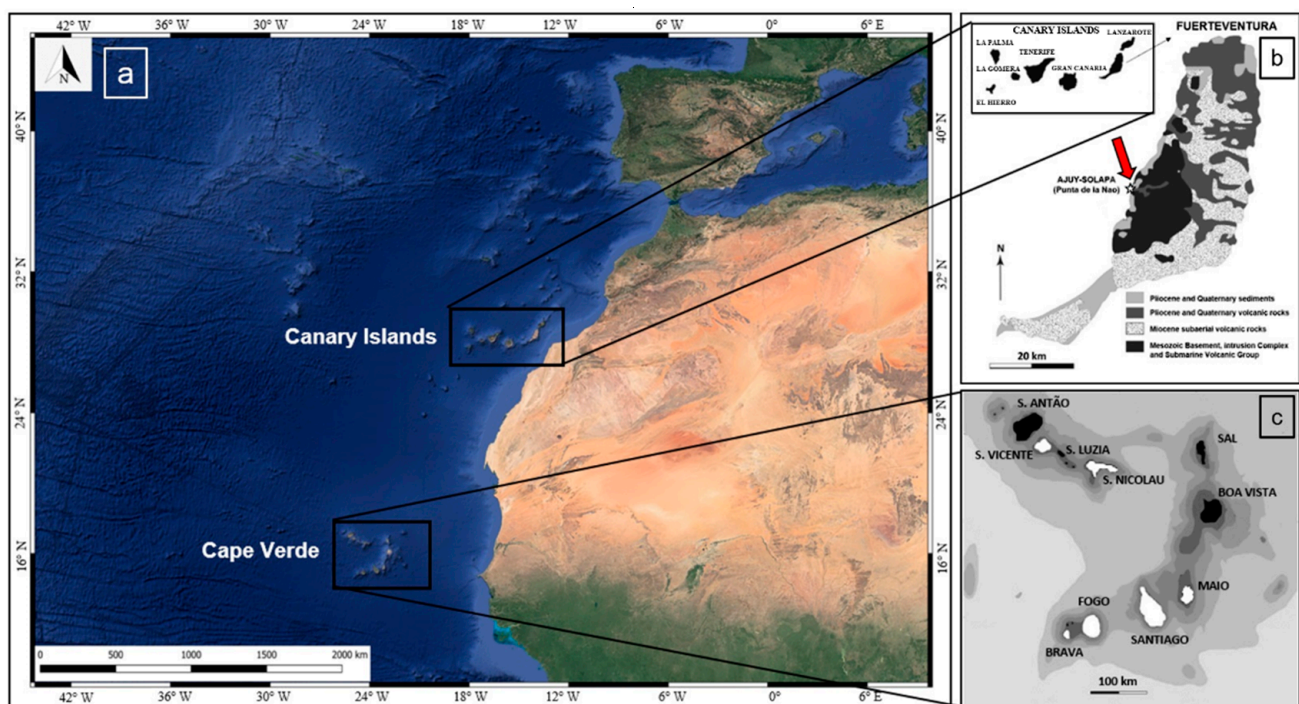 42° W 36° W 30° W 24° W 18° W 12° W 6° W 0° 6° E
a
N
40° N
32° N
24° N
16° N
Canary Islands
Cape Verde
0 500 1000 1500 2000 km
40° N
32° N
24° N
16° N
42° W 36° W 30° W 24° W 18° W 12° W 6° W 0° 6° E
b
CANARY ISLANDS
LANZAROTE
LA PALMA
TENERIFE
LA GOMERA
GRAN CANARIA
EL HIERRO
FUERTEVENTURA
AJUY-SOLAPA
(Punta de la Nao)
N
Pliocene and Quaternary sediments
Pliocene and Quaternary volcanic rocks
Miocene subaerial volcanic rocks
Mesozoic Basement, intrusion Complex
and Submarine Volcanic Group
20 km
c
S. ANTÃO
S. VICENTE
S. LUZIA
S. NICOLAU
SAL
BOA VISTA
MAIO
FOGO
SANTIAGO
BRAVA
100 km